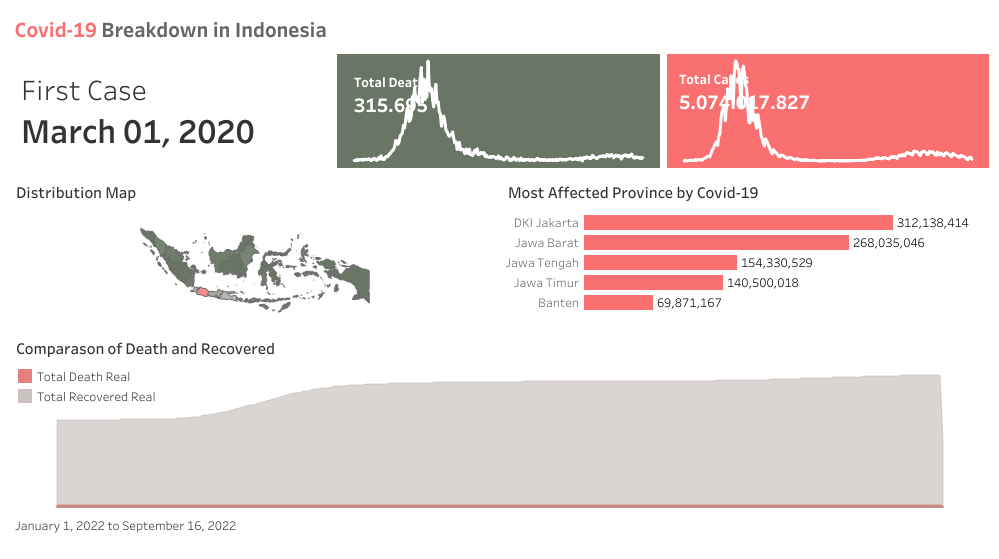 Covid-19 Breakdown in Indonesia
First Case
March 01, 2020
Total Death
315.695
Total Cases
5.074.017.827
Distribution Map
Most Affected Province by Covid-19
DKI Jakarta 312,138,414
Jawa Barat 268,035,046
Jawa Tengah 154,330,529
Jawa Timur 140,500,018
Banten 69,871,167
Comparason of Death and Recovered
Total Death Real
Total Recovered Real
January 1, 2022 to September 16, 2022